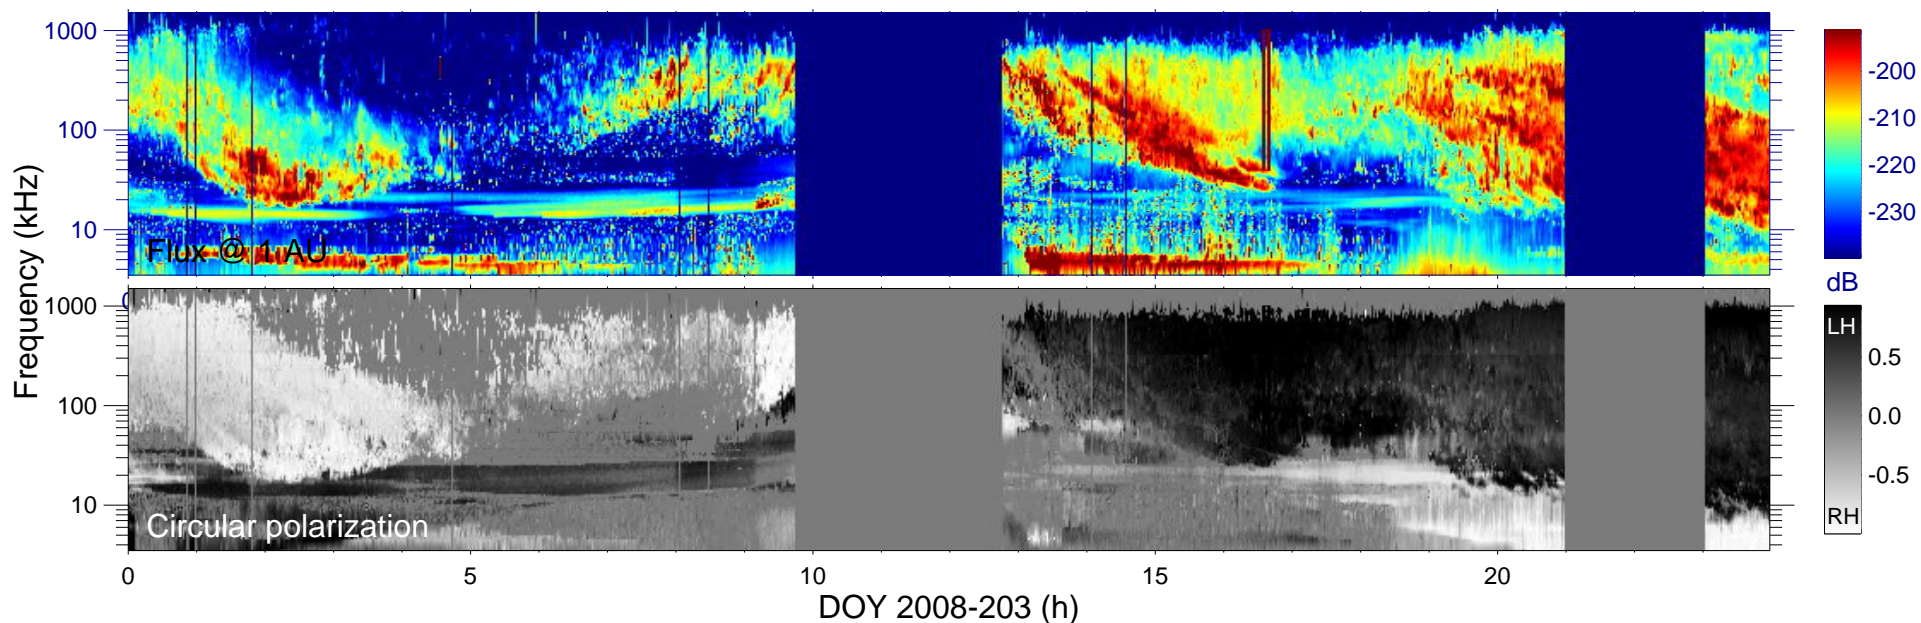 1000
100
10
Flux @ 1 AU
-200
-210
-220
-230
dB
Frequency (kHz)
0
1000
100
10
Circular polarization
LH
0.5
0.0
-0.5
RH
0
5
10
15
20
DOY 2008-203 (h)